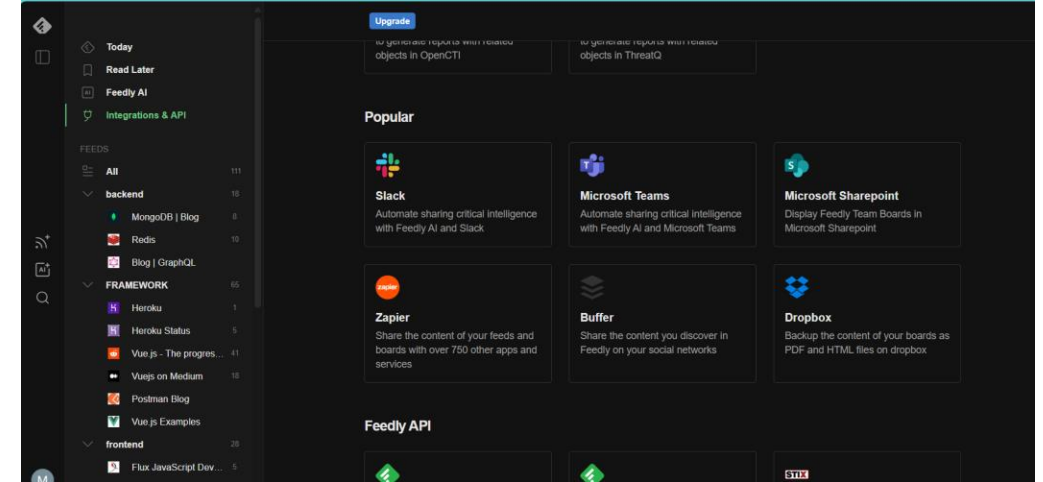 Upgrade
Today
Read Later
AI
Feedly AI
Integrations & API
FEEDS
All
111
backend
18
MongoDB | Blog
8
Redis
10
Blog | GraphQL
FRAMEWORK
65
Heroku
1
Heroku Status
5
Vue.js - The progres...
41
Vuejs on Medium
18
Postman Blog
Vue.js Examples
frontend
28
Flux JavaScript Dev...
5
AI
M
to generate reports with related
objects in OpenCTI
to generate reports with related
objects in ThreatQ
Popular
Slack
Automate sharing critical intelligence
with Feedly AI and Slack
T
Microsoft Teams
Automate sharing critical intelligence
with Feedly AI and Microsoft Teams
S
Microsoft Sharepoint
Display Feedly Team Boards in
Microsoft Sharepoint
zapier
Zapier
Share the content of your feeds and
boards with over 750 other apps and
services
Buffer
Share the content you discover in
Feedly on your social networks
Dropbox
Backup the content of your boards as
PDF and HTML files on dropbox
Feedly API
STIX